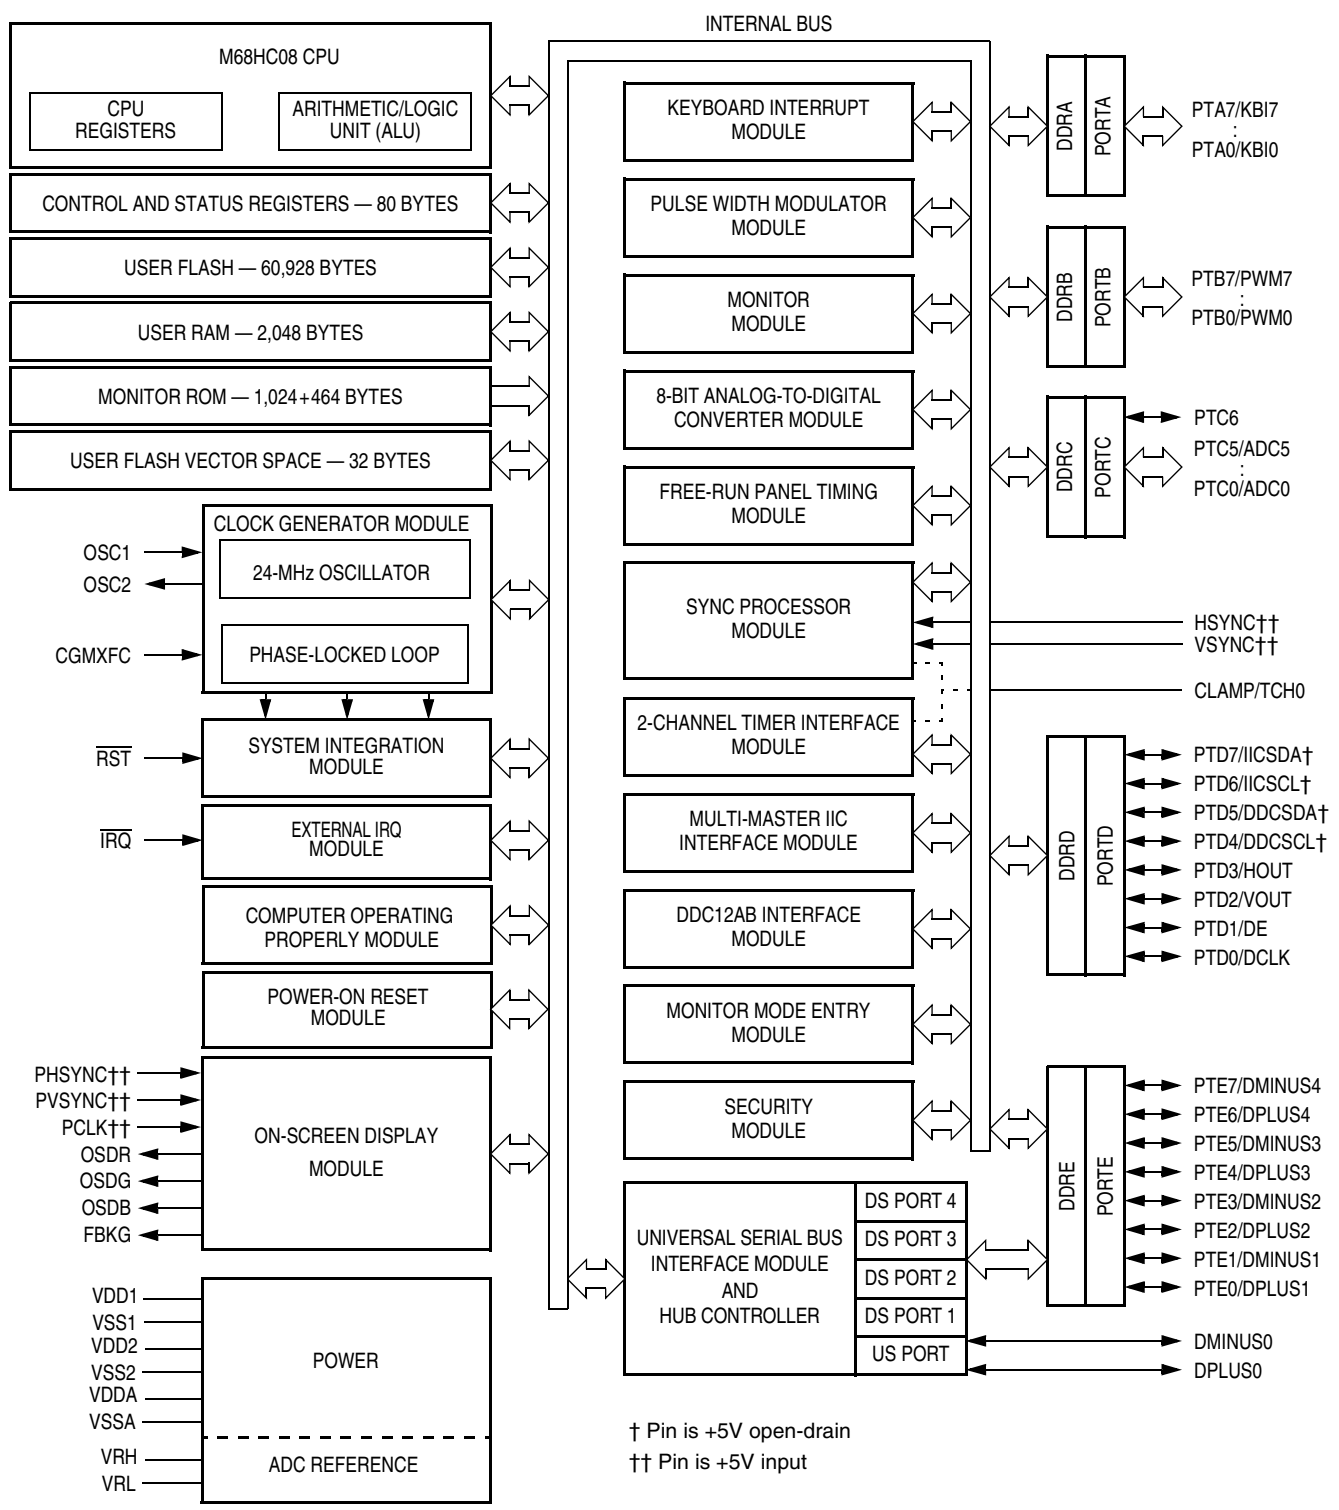 INTERNAL BUS
M68HC08 CPU
CPU
REGISTERS
ARITHMETIC/LOGIC
UNIT (ALU)
CONTROL AND STATUS REGISTERS — 80 BYTES
USER FLASH — 60,928 BYTES
USER RAM — 2,048 BYTES
MONITOR ROM — 1,024+464 BYTES
USER FLASH VECTOR SPACE — 32 BYTES
CLOCK GENERATOR MODULE
24-MHz OSCILLATOR
PHASE-LOCKED LOOP
OSC1
OSC2
CGMXFC
SYSTEM INTEGRATION
MODULE
RST
EXTERNAL IRQ
MODULE
IRQ
COMPUTER OPERATING
PROPERLY MODULE
POWER-ON RESET
MODULE
PHSYNC††
PVSYNC††
PCLK††
OSDR
OSDG
OSDB
FBKG
ON-SCREEN DISPLAY
MODULE
VDD1
VSS1
VDD2
VSS2
VDDA
VSSA
VRH
VRL
POWER
ADC REFERENCE
KEYBOARD INTERRUPT
MODULE
PULSE WIDTH MODULATOR
MODULE
MONITOR
MODULE
8-BIT ANALOG-TO-DIGITAL
CONVERTER MODULE
FREE-RUN PANEL TIMING
MODULE
SYNC PROCESSOR
MODULE
2-CHANNEL TIMER INTERFACE
MODULE
MULTI-MASTER IIC
INTERFACE MODULE
DDC12AB INTERFACE
MODULE
MONITOR MODE ENTRY
MODULE
SECURITY
MODULE
UNIVERSAL SERIAL BUS
INTERFACE MODULE
AND
HUB CONTROLLER
DS PORT 4
DS PORT 3
DS PORT 2
DS PORT 1
US PORT
DDRA
PORTA
PTA7/KBI7
:
PTA0/KBI0
DDRB
PORTB
PTB7/PWM7
:
PTB0/PWM0
DDRC
PORTC
PTC6
PTC5/ADC5
:
PTC0/ADC0
HSYNC††
VSYNC††
CLAMP/TCH0
DDRD
PORTD
PTD7/IICSDA†
PTD6/IICSCL†
PTD5/DDCSDA†
PTD4/DDCSCL†
PTD3/HOUT
PTD2/VOUT
PTD1/DE
PTD0/DCLK
DDRE
PORTE
PTE7/DMINUS4
PTE6/DPLUS4
PTE5/DMINUS3
PTE4/DPLUS3
PTE3/DMINUS2
PTE2/DPLUS2
PTE1/DMINUS1
PTE0/DPLUS1
DMINUS0
DPLUS0
† Pin is +5V open-drain
†† Pin is +5V input